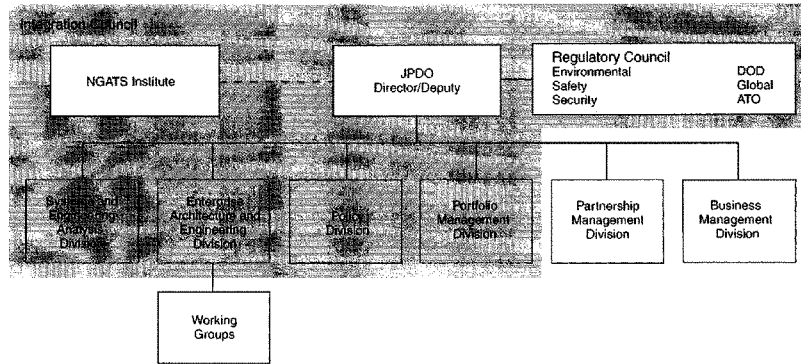 Integration Council
NGATS Institute
JPDO
Director/Deputy
Regulatory Council
Environmental DOD
Safety Global
Security ATO
Systems and
Engineering
Analysis
Division
Enterprise
Architecture and
Engineering
Division
Policy
Division
Portfolio
Management
Division
Partnership
Management
Division
Business
Management
Division
Working
Groups